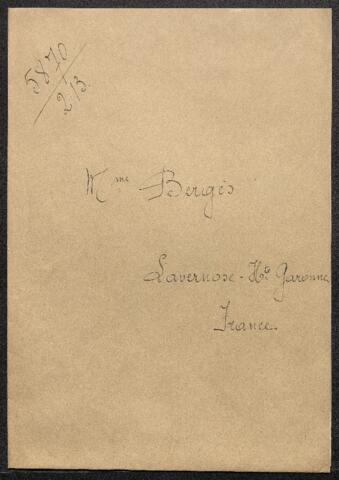 5870
2/3
Mme Bergès
Lavernose - Hte Garonne
France.